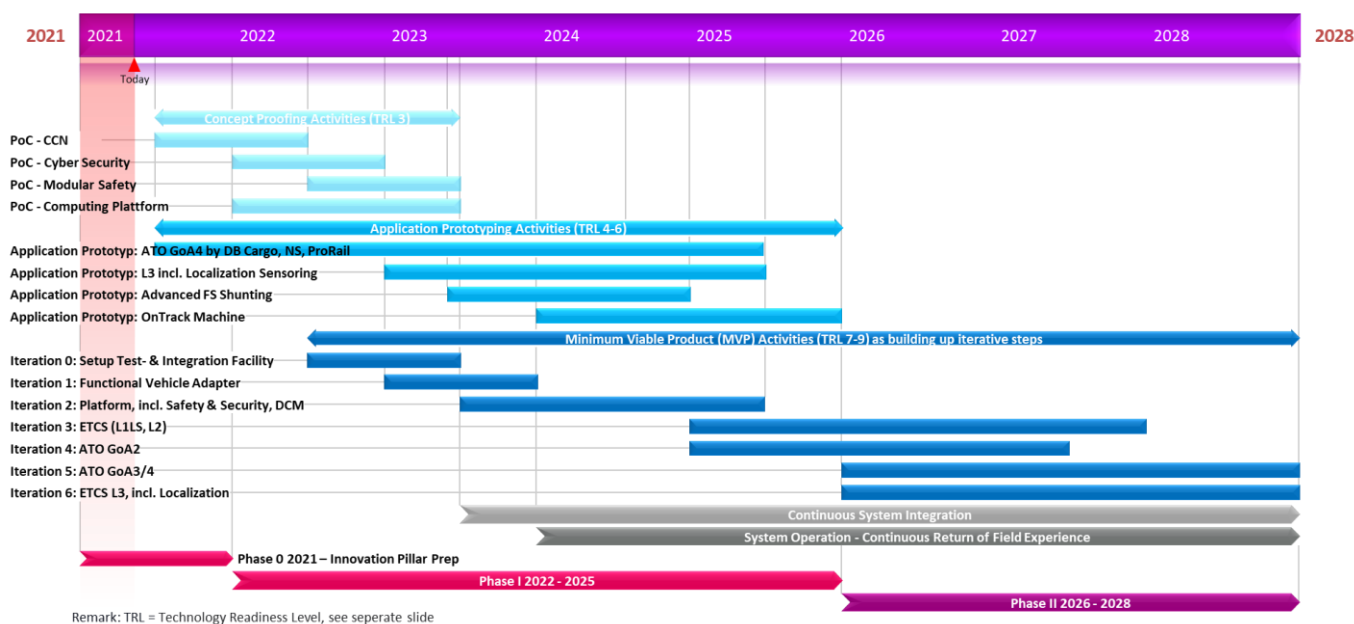 2021 2021 2022 2023 2024 2025 2026 2027 2028 2028
Today
Concept Proofing Activities (TRL 3)
PoC - CCN
PoC - Cyber Security
PoC - Modular Safety
PoC - Computing Plattform
Application Prototyping Activities (TRL 4-6)
Application Prototyp: ATO GoA4 by DB Cargo, NS, ProRail
Application Prototyp: L3 incl. Localization Sensoring
Application Prototyp: Advanced FS Shunting
Application Prototyp: OnTrack Machine
Minimum Viable Product (MVP) Activities (TRL 7-9) as building up iterative steps
Iteration 0: Setup Test- & Integration Facility
Iteration 1: Functional Vehicle Adapter
Iteration 2: Platform, incl. Safety & Security, DCM
Iteration 3: ETCS (L1LS, L2)
Iteration 4: ATO GoA2
Iteration 5: ATO GoA3/4
Iteration 6: ETCS L3, incl. Localization
Continuous System Integration
System Operation - Continuous Return of Field Experience
Phase 0 2021 – Innovation Pillar Prep
Phase I 2022 - 2025
Phase II 2026 - 2028
Remark: TRL = Technology Readiness Level, see seperate slide